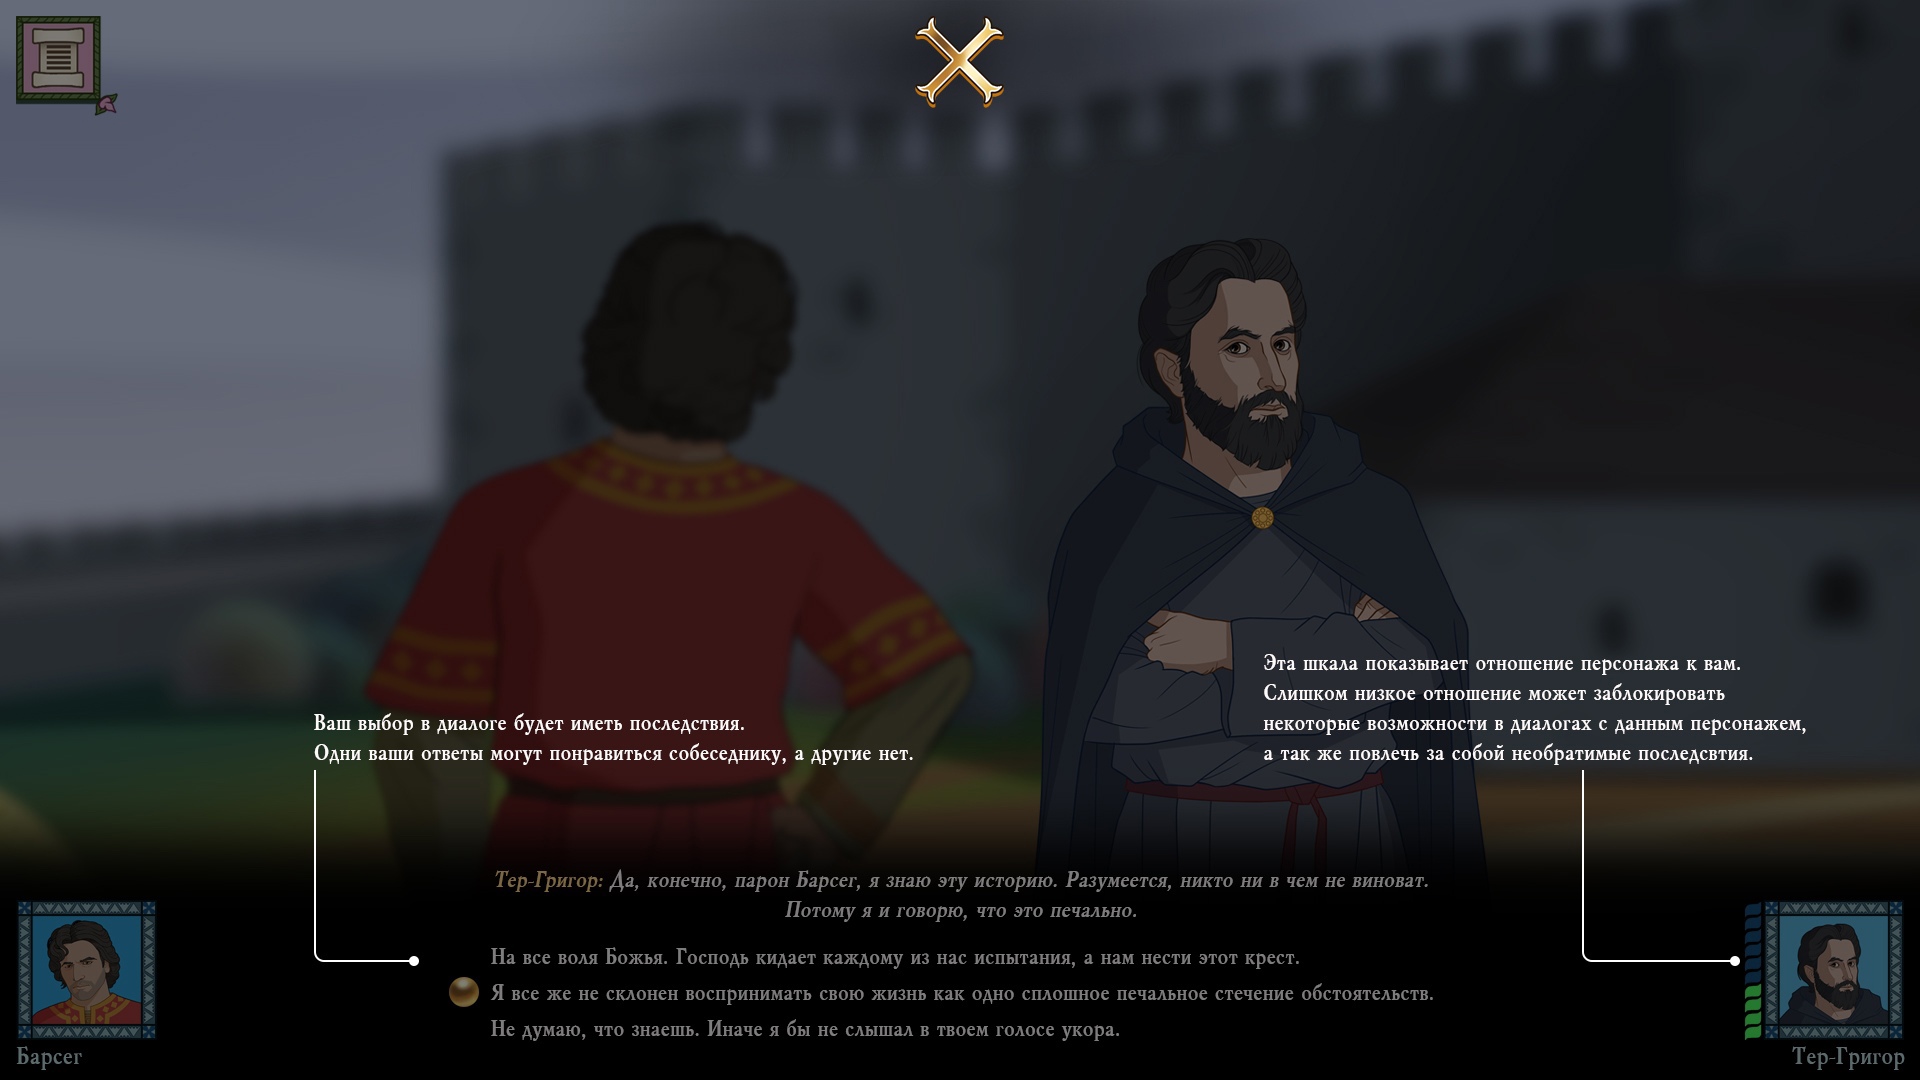 Эта шкала показывает отношение персонажа к вам.
Слишком низкое отношение может заблокировать
некоторые возможности в диалогах с данным персонажем,
а так же повлечь за собой необратимые последсвтия.
Ваш выбор в диалоге будет иметь последствия.
Одни ваши ответы могут понравиться собеседнику, а другие нет.
Тер-Григор: Да, конечно, парон Барсег, я знаю эту историю. Разумеется, никто ни в чем не виноват.
Потому я и говорю, что это печально.
На все воля Божья. Господь кидает каждому из нас испытания, а нам нести этот крест.
Я все же не склонен воспринимать свою жизнь как одно сплошное печальное стечение обстоятельств.
Не думаю, что знаешь. Иначе я бы не слышал в твоем голосе укора.
Барсег
Тер-Григор